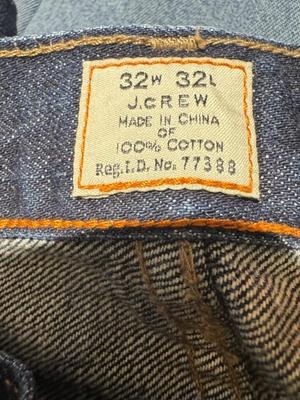 32W 32L
J.CREW
MADE IN CHINA
OF
100% COTTON
Reg.I.D. No. 77388